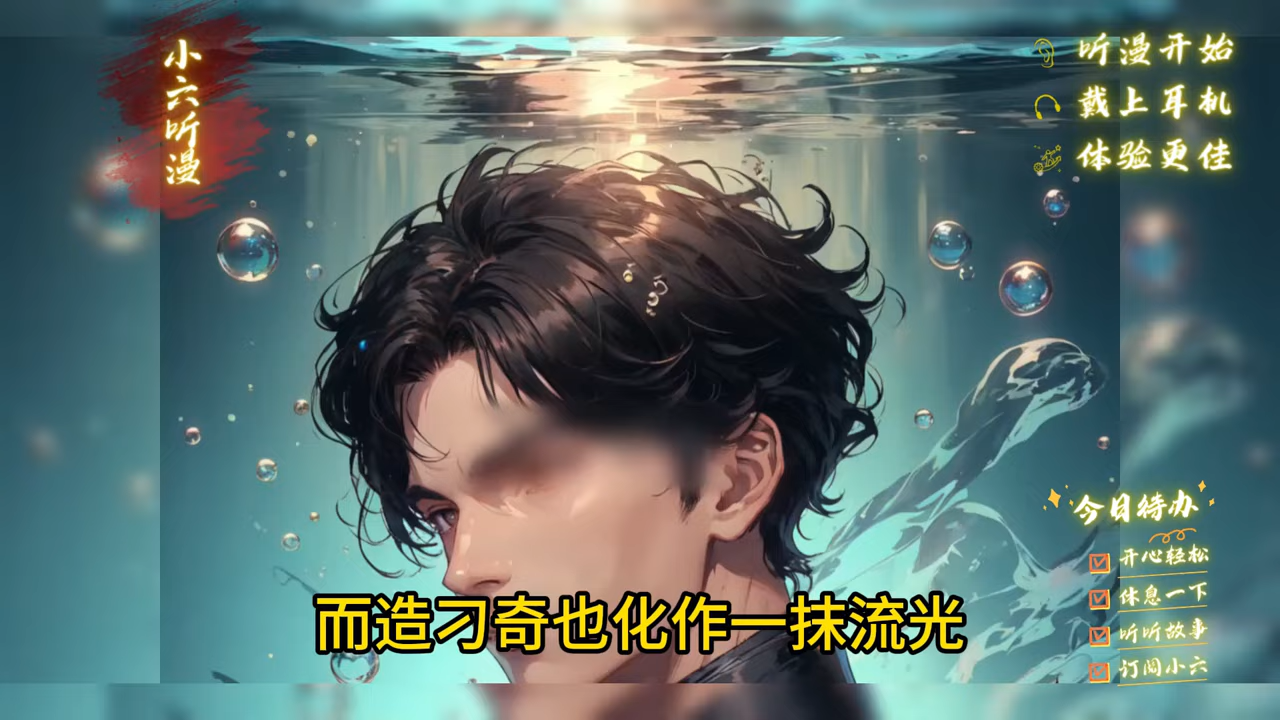 小六听漫
听漫开始
戴上耳机
体验更佳
今日待办
开心轻松
休息一下
听听故事
订阅小六
而造刁奇也化作一抹流光